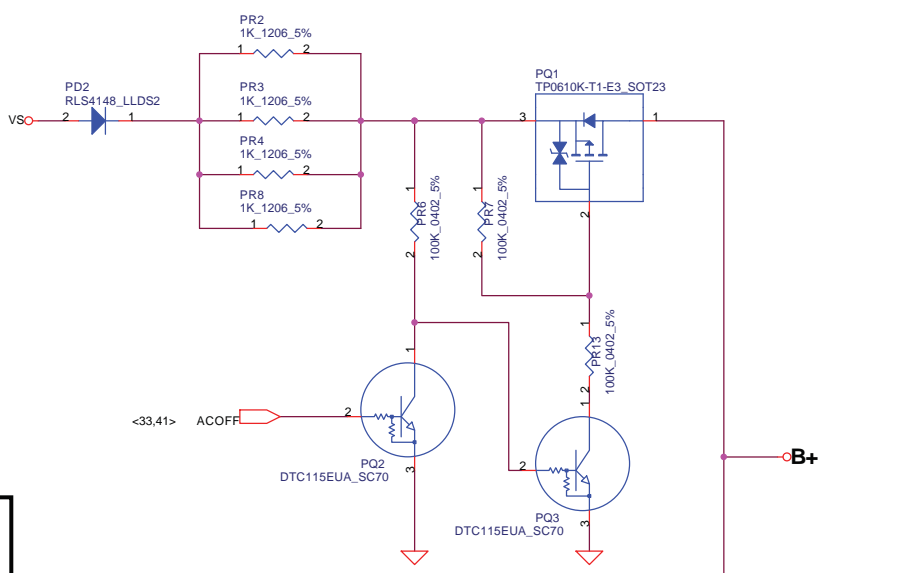 PR2
1K_1206_5%
1 2
PD2
RLS4148_LLDS2
VS 2 1
PR3
1K_1206_5%
1 2
PR4
1K_1206_5%
1 2
PR8
1K_1206_5%
1 2
PQ1
TP0610K-T1-E3_SOT23
3 1
2
1
PR6
100K_0402_5%
2
1
PR7
100K_0402_5%
2
1
PR13
100K_0402_5%
2
<33,41> ACOFF
1
2
3
PQ2
DTC115EUA_SC70
1
2
3
PQ3
DTC115EUA_SC70
B+